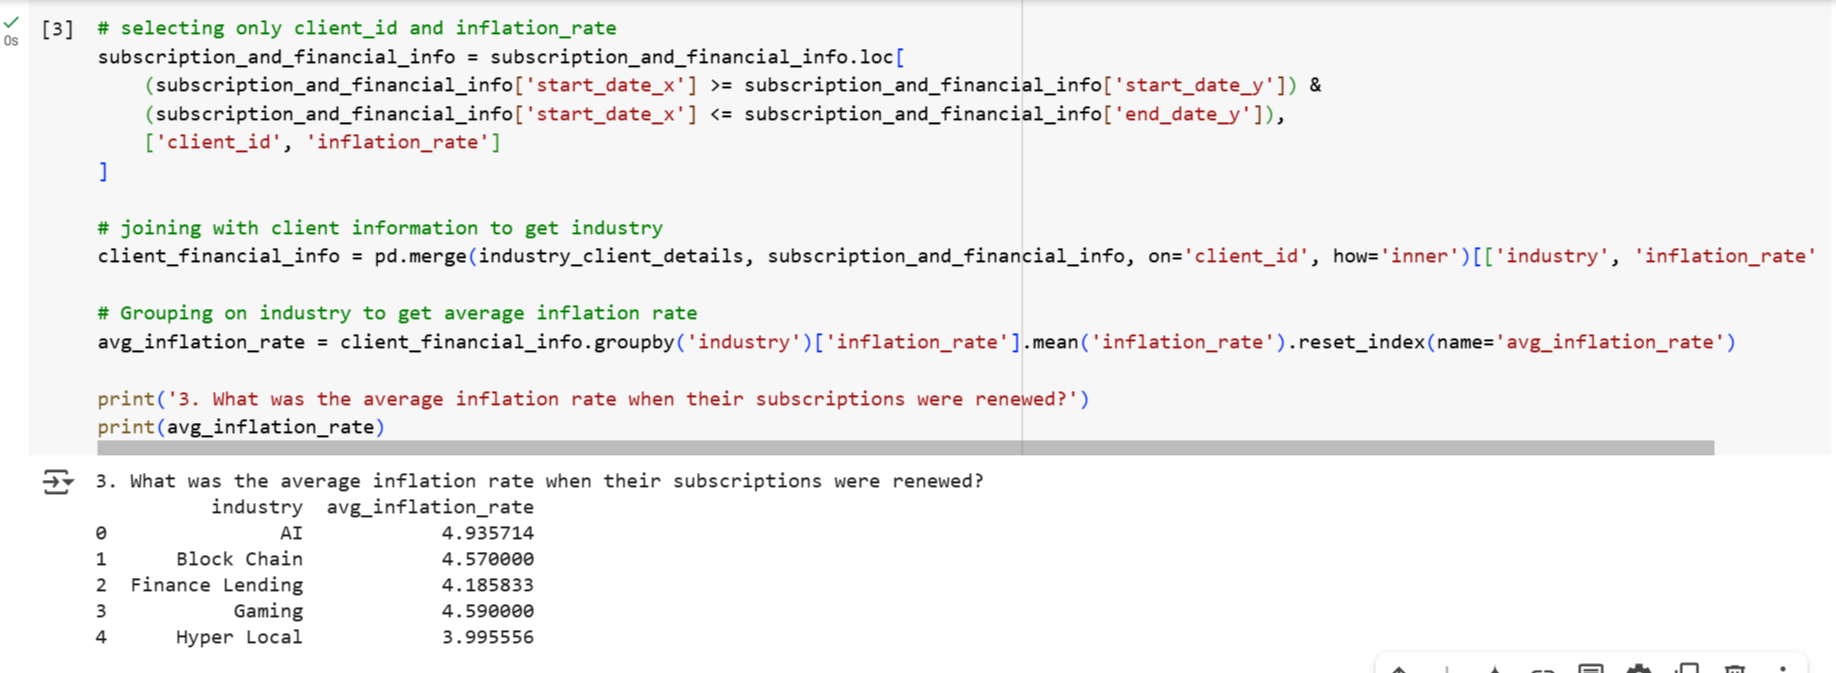 [3] # selecting only client_id and inflation_rate
0s
subscription_and_financial_info = subscription_and_financial_info.loc[
    (subscription_and_financial_info['start_date_x'] >= subscription_and_financial_info['start_date_y']) &
    (subscription_and_financial_info['start_date_x'] <= subscription_and_financial_info['end_date_y']),
    ['client_id', 'inflation_rate']
]
# joining with client information to get industry
client_financial_info = pd.merge(industry_client_details, subscription_and_financial_info, on='client_id', how='inner')[['industry', 'inflation_rate'
# Grouping on industry to get average inflation rate
avg_inflation_rate = client_financial_info.groupby('industry')['inflation_rate'].mean('inflation_rate').reset_index(name='avg_inflation_rate')
print('3. What was the average inflation rate when their subscriptions were renewed?')
print(avg_inflation_rate)
3. What was the average inflation rate when their subscriptions were renewed?
industry avg_inflation_rate
0 AI 4.935714
1 Block Chain 4.570000
2 Finance Lending 4.185833
3 Gaming 4.590000
4 Hyper Local 3.995556